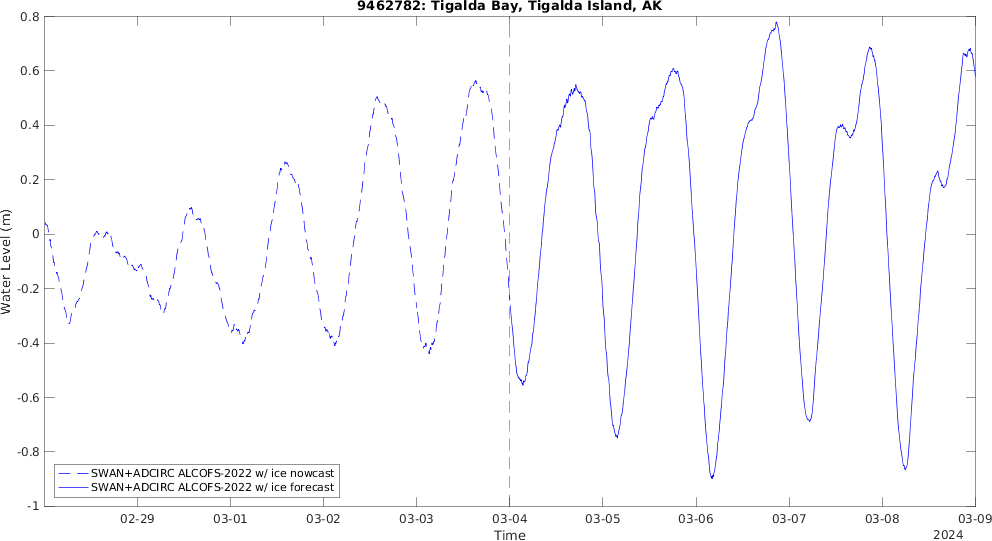 9462782: Tigalda Bay, Tigalda Island, AK
Water Level (m)
0.8
0.6
0.4
0.2
0
-0.2
-0.4
-0.6
-0.8
-1
SWAN+ADCIRC ALCOFS-2022 w/ ice nowcast
SWAN+ADCIRC ALCOFS-2022 w/ ice forecast
02-29 03-01 03-02 03-03 03-04 03-05 03-06 03-07 03-08 03-09
Time
2024